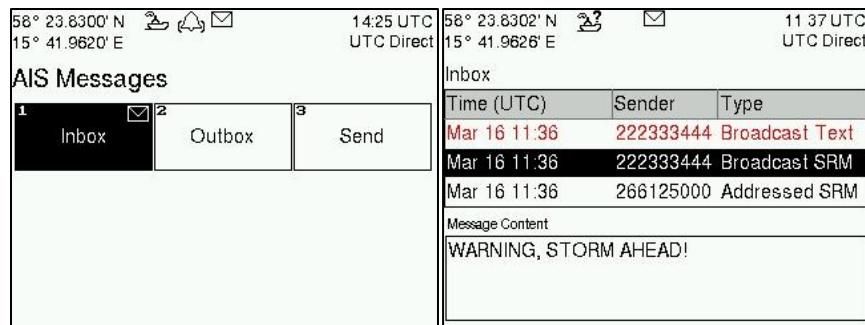 58° 23.8300' N
14:25 UTC
15° 41.9620' E
UTC Direct
AIS Messages
1
Inbox
2
Outbox
3
Send
58° 23.8302' N
11 37 UTC
15° 41.9626' E
UTC Direct
Inbox
Time (UTC) Sender Type
Mar 16 11:36 222333444 Broadcast Text
Mar 16 11:36 222333444 Broadcast SRM
Mar 16 11:36 266125000 Addressed SRM
Message Content
WARNING, STORM AHEAD!